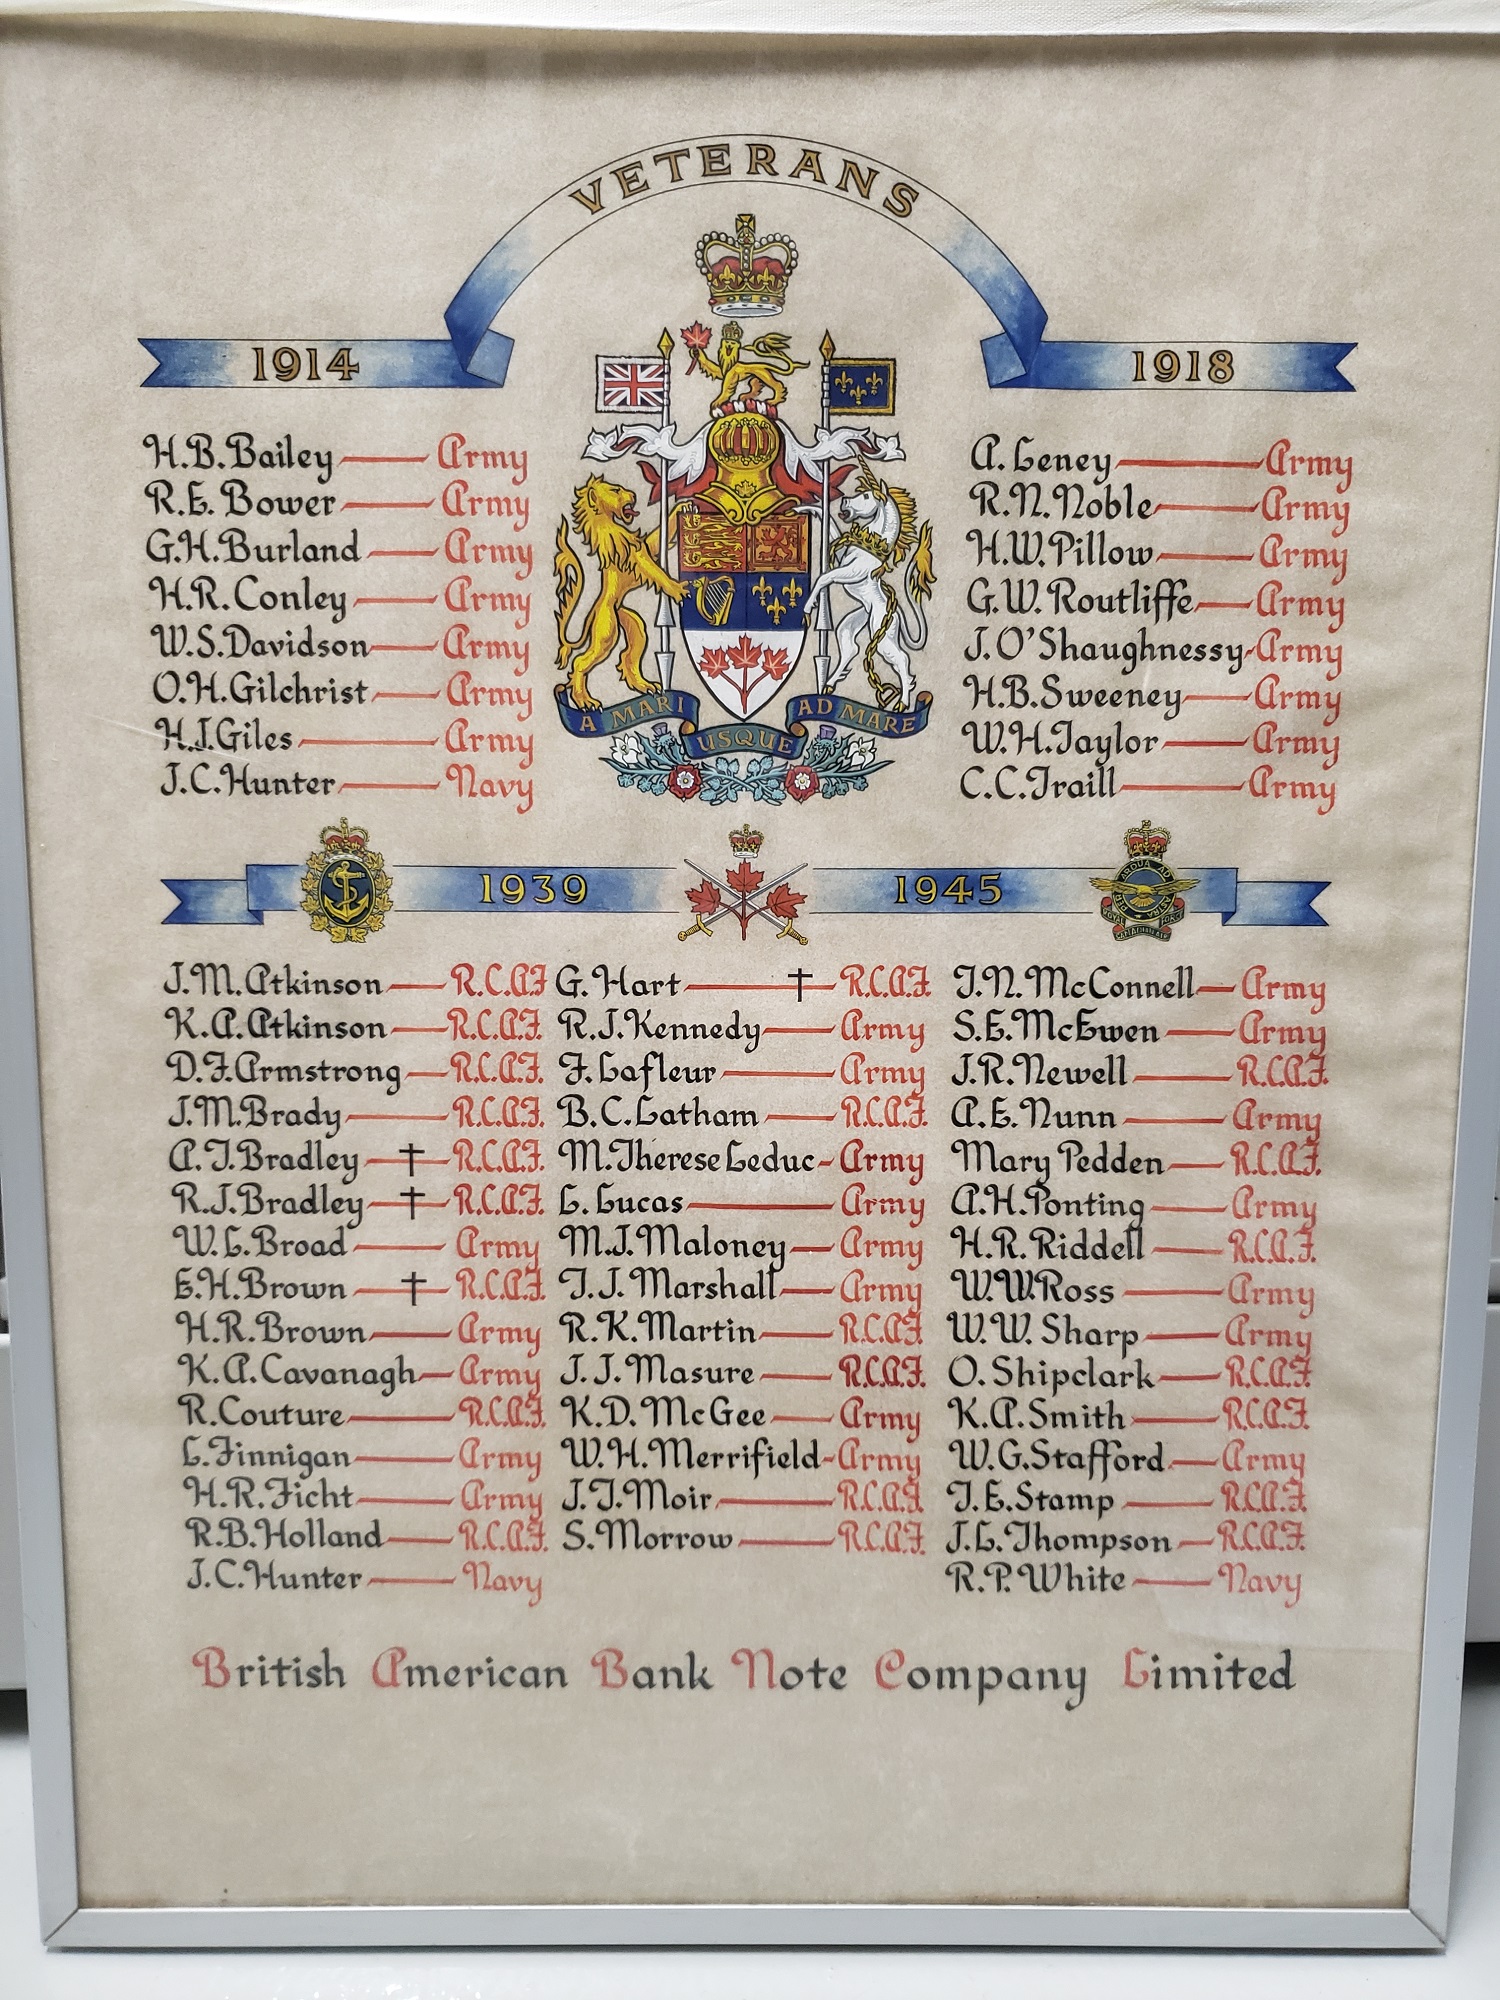 VETERANS
1914
1918
H.B. Bailey — Army
R.E. Bower — Army
G.H. Burland — Army
H.R. Conley — Army
W.S. Davidson — Army
O.H. Gilchrist — Army
H.J. Giles — Army
J.C. Hunter — Navy
A MARI USQUE AD MARE
A. Leney — Army
R.N. Noble — Army
H.W. Pillow — Army
G.W. Routliffe — Army
J. O'Shaughnessy - Army
H.B. Sweeney — Army
W.H. Taylor — Army
C.C. Traill — Army
1939
1945
J.M. Atkinson — R.C.A.F
K.A. Atkinson — R.C.A.F.
D.F. Armstrong — R.C.A.F.
J.M. Brady — R.C.A.F.
A.T. Bradley — † — R.C.A.F.
R.J. Bradley — † — R.C.A.F.
W.L. Broad — Army
E.H. Brown — † — R.C.A.F.
H.R. Brown — Army
K.A. Cavanagh — Army
R. Couture — R.C.A.F.
L. Finnigan — Army
H.R. Ficht — Army
R.B. Holland — R.C.A.F.
J.C. Hunter — Navy
G. Hart — † — R.C.A.F.
R.J. Kennedy — Army
F. Lafleur — Army
B.C. Latham — R.C.A.F.
M. Therese Leduc - Army
L. Lucas — Army
M.J. Maloney — Army
T.J. Marshall — Army
R.K. Martin — R.C.A.F.
J.J. Masure — R.C.A.F.
K.D. McGee — Army
W.H. Merrifield - Army
J.T. Moir — R.C.A.F.
S. Morrow — R.C.A.F.
T.N. McConnell — Army
S.E. McEwen — Army
J.R. Newell — R.C.A.F.
A.E. Nunn — Army
Mary Pedden — R.C.A.F.
A.H. Ponting — Army
H.R. Riddell — R.C.A.F.
W.W. Ross — Army
W.W. Sharp — Army
O. Shipclark — R.C.A.F.
K.A. Smith — R.C.A.F.
W.G. Stafford — Army
T.E. Stamp — R.C.A.F.
J.L. Thompson — R.C.A.F.
R.P. White — Navy
British American Bank Note Company Limited